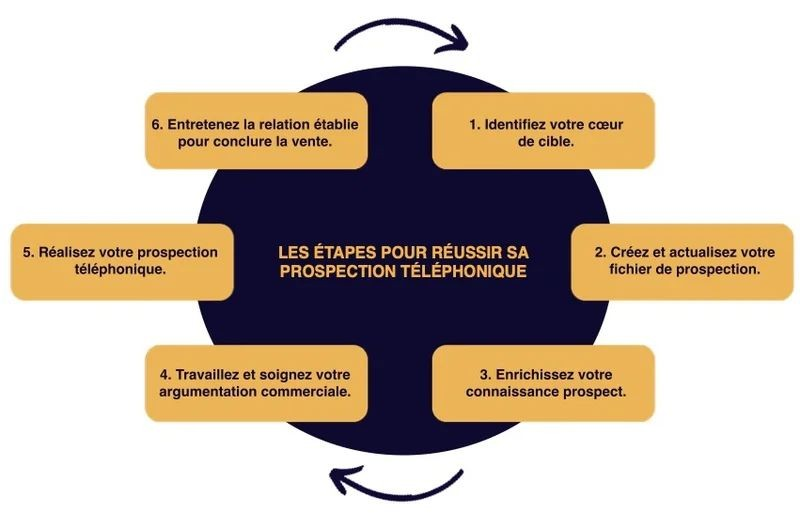 LES ÉTAPES POUR RÉUSSIR SA
PROSPECTION TÉLÉPHONIQUE
1. Identifiez votre cœur
de cible.
2. Créez et actualisez votre
fichier de prospection.
3. Enrichissez votre
connaissance prospect.
4. Travaillez et soignez votre
argumentation commerciale.
5. Réalisez votre prospection
téléphonique.
6. Entretenez la relation établie
pour conclure la vente.